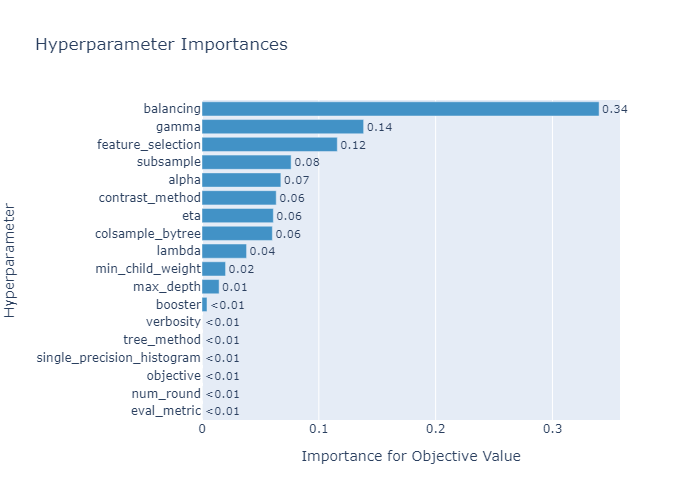 Hyperparameter Importances
Hyperparameter
balancing 0.34
gamma 0.14
feature_selection 0.12
subsample 0.08
alpha 0.07
contrast_method 0.06
eta 0.06
colsample_bytree 0.06
lambda 0.04
min_child_weight 0.02
max_depth 0.01
booster <0.01
verbosity <0.01
tree_method <0.01
single_precision_histogram <0.01
objective <0.01
num_round <0.01
eval_metric <0.01
0 0.1 0.2 0.3
Importance for Objective Value